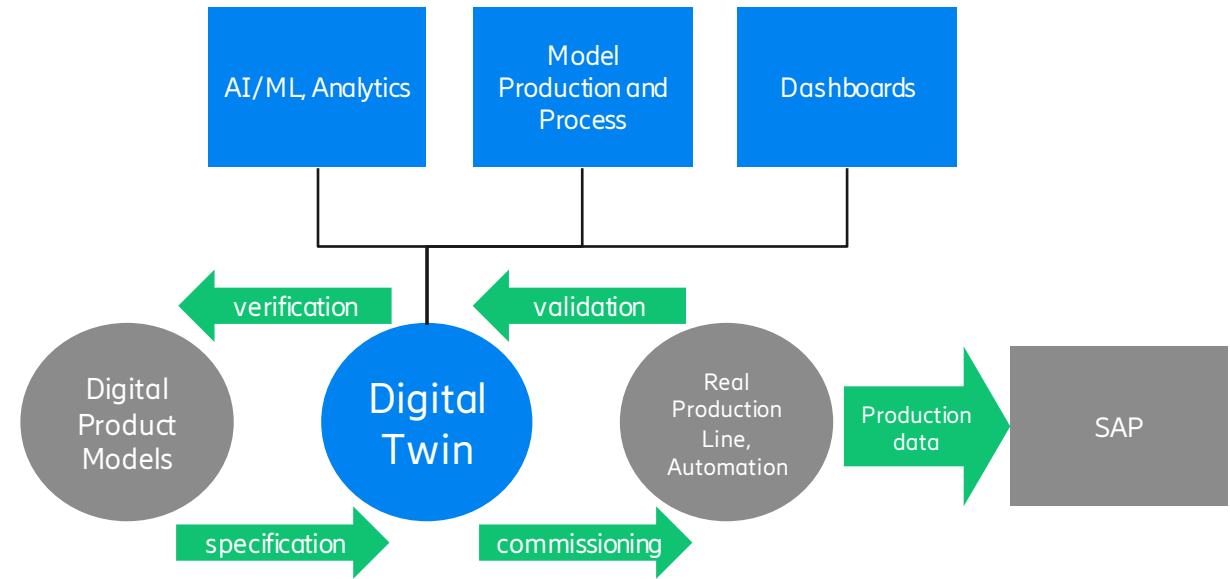 AI/ML, Analytics
Model
Production and
Process
Dashboards
verification
validation
Digital
Product
Models
Digital
Twin
Real
Production
Line,
Automation
Production
data
SAP
specification
commissioning